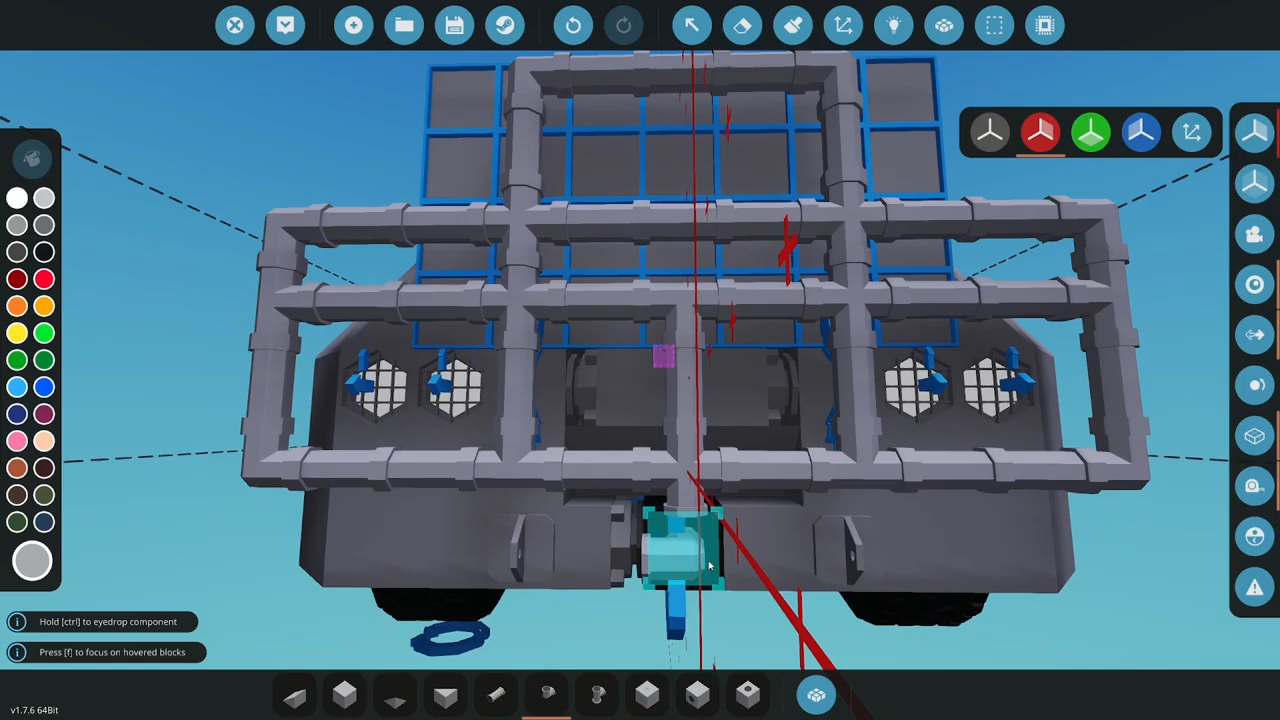 Hold [ctrl] to eyedrop component
Press [f] to focus on hovered blocks
v1.7.6 64Bit